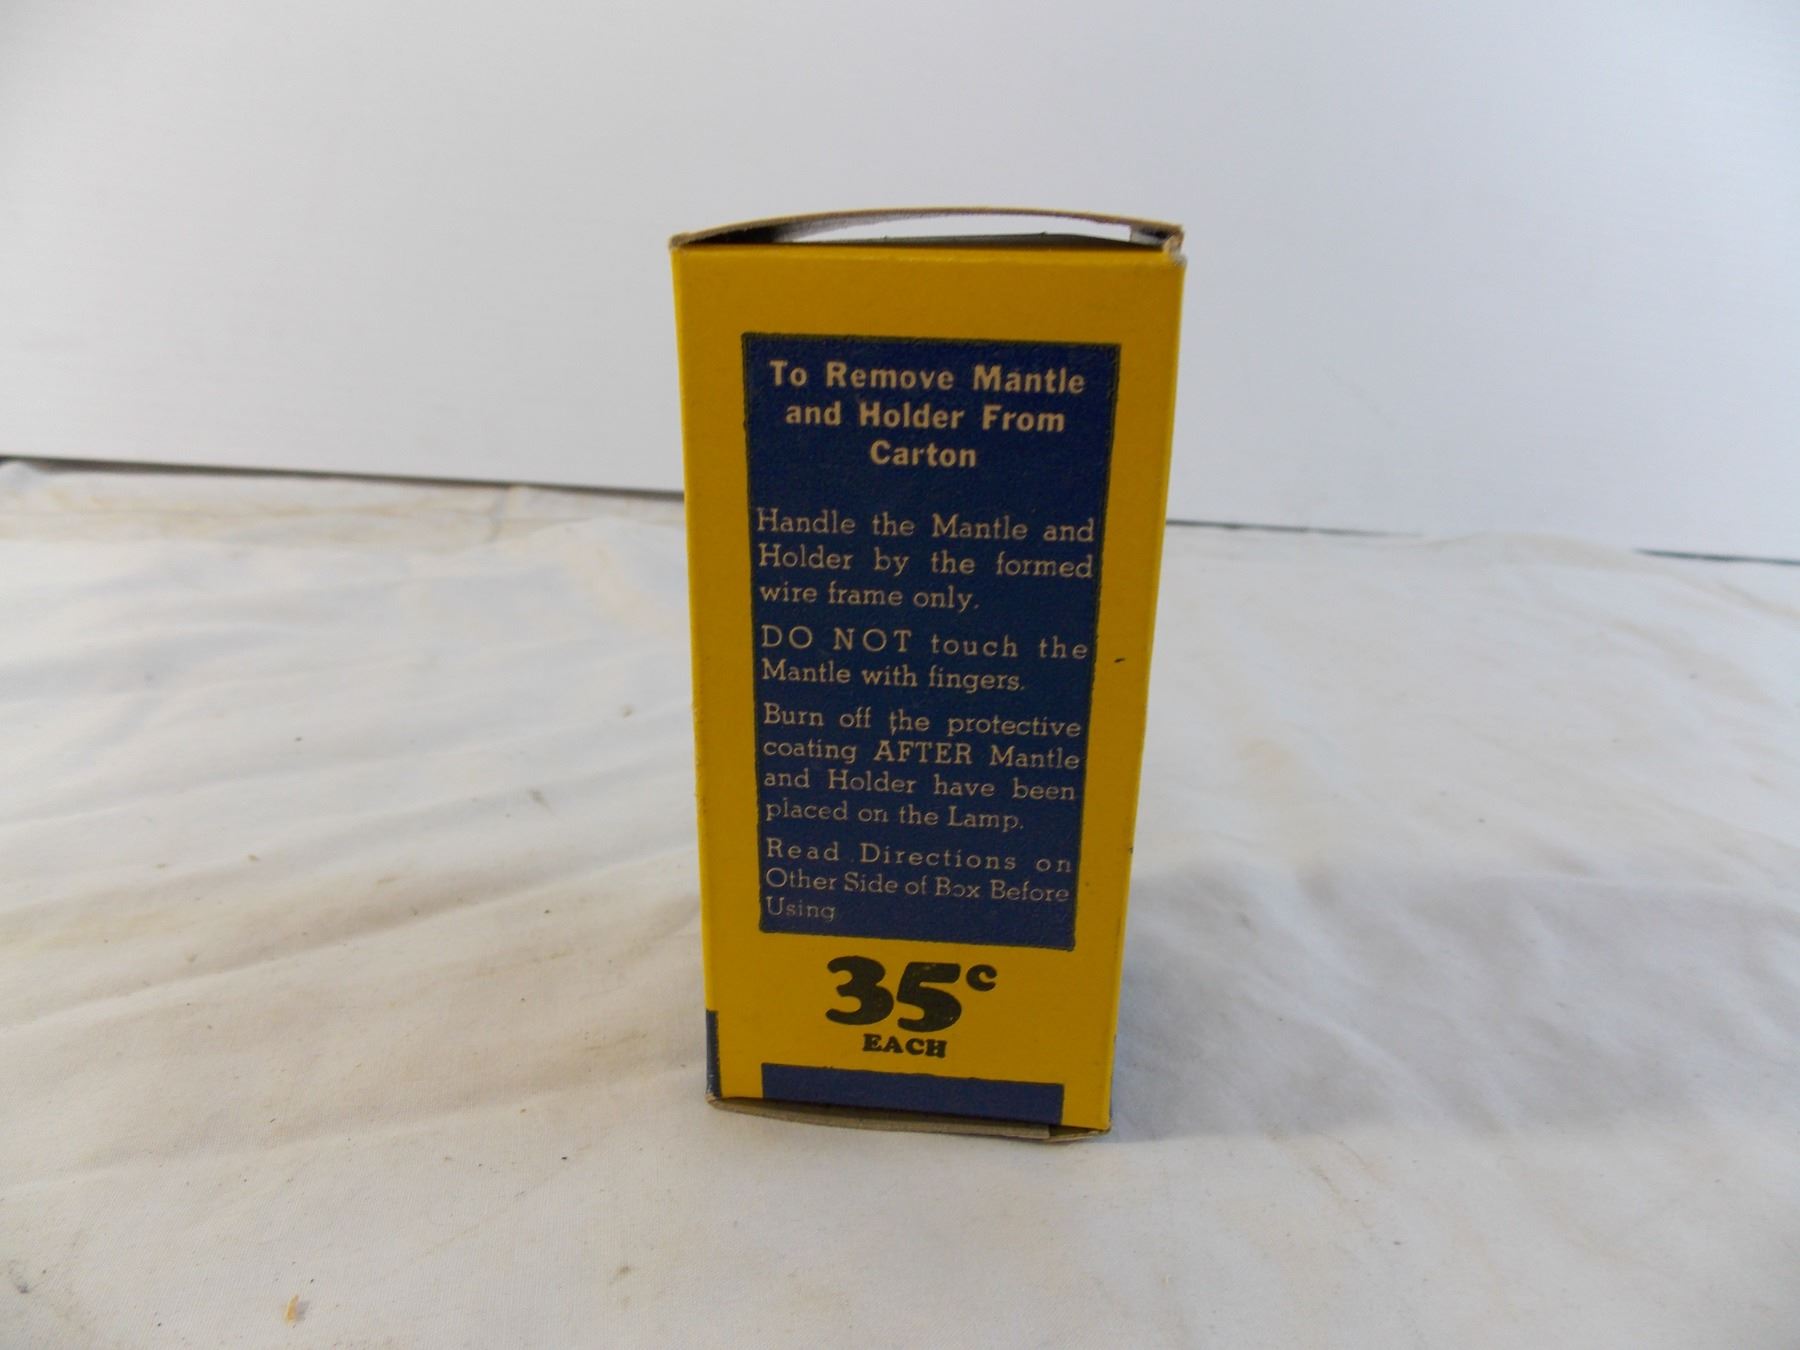 To Remove Mantle
and Holder From
Carton
Handle the Mantle and
Holder by the formed
wire frame only.
DO NOT touch the
Mantle with fingers.
Burn off the protective
coating AFTER Mantle
and Holder have been
placed on the Lamp.
Read Directions on
Other Side of Box Before
Using
35c
EACH